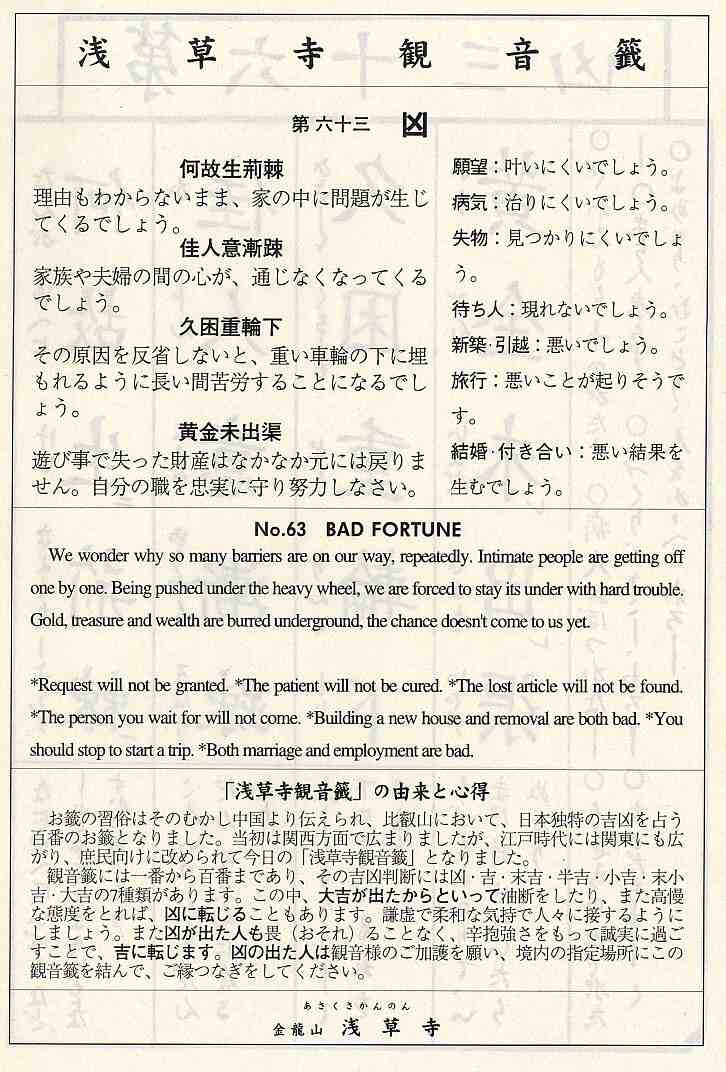 浅草寺観音籤
第六十三 凶
何故生荊棘
理由もわからないまま、家の中に問題が生じ
てくるでしょう。
佳人意漸踈
家族や夫婦の間の心が、通じなくなってくる
でしょう。
久困重輪下
その原因を反省しないと、重い車輪の下に埋
もれるように長い間苦労することになるでし
ょう。
黄金未出渠
遊び事で失った財産はなかなか元には戻りま
せん。自分の職を忠実に守り努力しなさい。
願望：叶いにくいでしょう。
病気：治りにくいでしょう。
失物：見つかりにくいでしょ
う。
待ち人：現れないでしょう。
新築・引越：悪いでしょう。
旅行：悪いことが起りそうで
す。
結婚・付き合い：悪い結果を
生むでしょう。
No.63 BAD FORTUNE
We wonder why so many barriers are on our way, repeatedly. Intimate people are getting off
one by one. Being pushed under the heavy wheel, we are forced to stay its under with hard trouble.
Gold, treasure and wealth are burred underground, the chance doesn't come to us yet.
*Request will not be granted. *The patient will not be cured. *The lost article will not be found.
*The person you wait for will not come. *Building a new house and removal are both bad. *You
should stop to start a trip. *Both marriage and employment are bad.
「浅草寺観音籤」の由来と心得
お籤の習俗はそのむかし中国より伝えられ、比叡山において、日本独特の吉凶を占う
百番のお籤となりました。当初は関西方面で広まりましたが、江戸時代には関東にも広
がり、庶民向けに改められて今日の「浅草寺観音籤」となりました。
観音籤には一番から百番まであり、その吉凶判断には凶・吉・末吉・半吉・小吉・末小
吉・大吉の7種類があります。この中、大吉が出たからといって油断をしたり、また高慢
な態度をとれば、凶に転じることもあります。謙虚で柔和な気持で人々に接するように
しましょう。また凶が出た人も畏（おそれ）ることなく、辛抱強さをもって誠実に過ご
すことで、吉に転じます。凶の出た人は観音様のご加護を願い、境内の指定場所にこの
観音籤を結んで、ご縁つなぎをしてください。
あさくさかんのん
金龍山 浅草寺